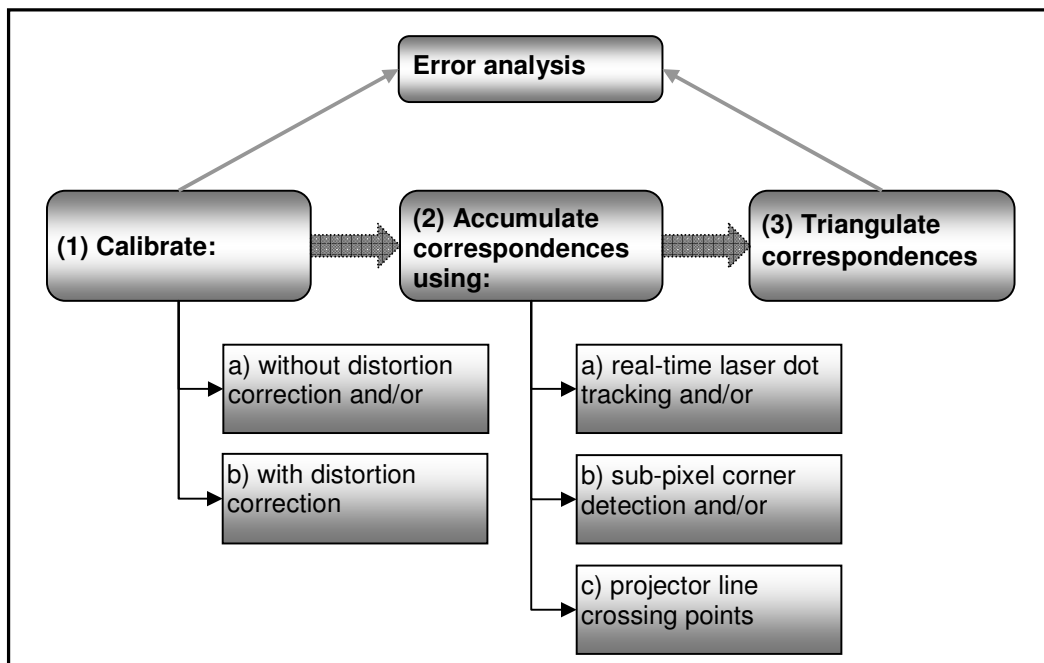 Error analysis
(1) Calibrate:
(2) Accumulate
correspondences
using:
(3) Triangulate
correspondences
a) without distortion
correction and/or
b) with distortion
correction
a) real-time laser dot
tracking and/or
b) sub-pixel corner
detection and/or
c) projector line
crossing points